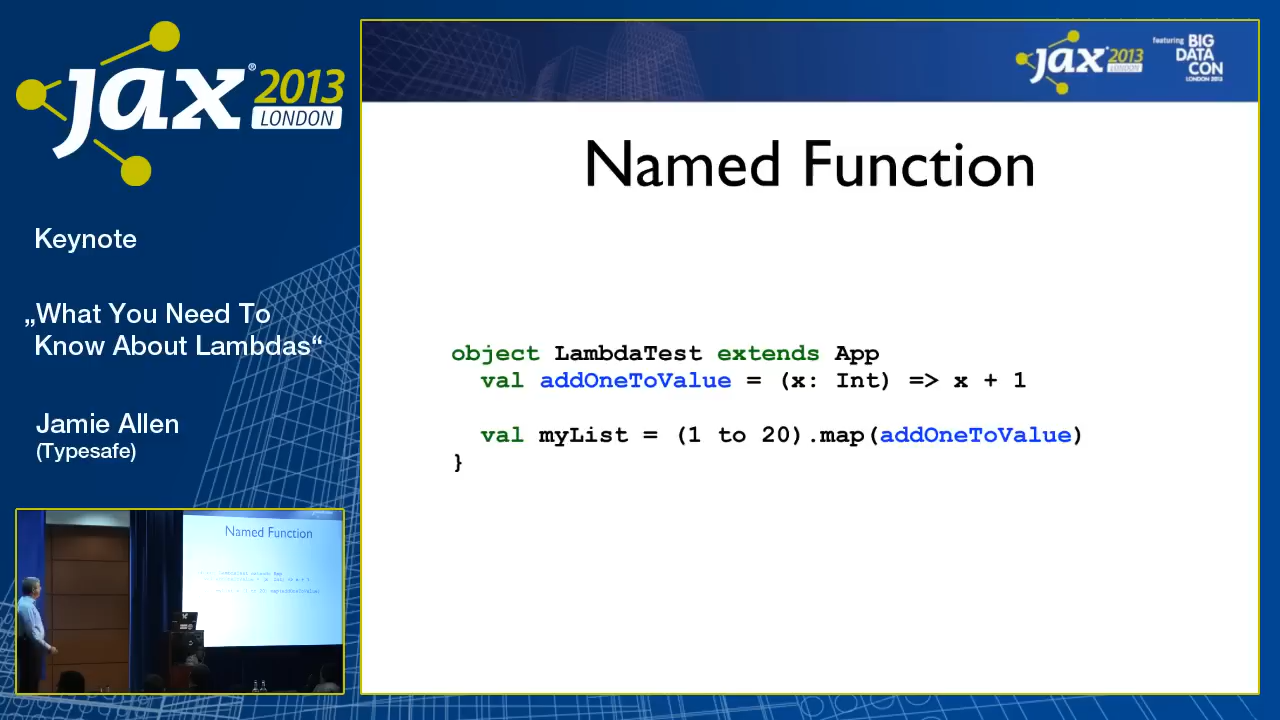 jax® 2013
LONDON
Keynote
„What You Need To
Know About Lambdas“
Jamie Allen
(Typesafe)
Named Function
jax 2013
LONDON
featuring BIG
DATA
CON
LONDON 2013
Named Function
object LambdaTest extends App
val addOneToValue = (x: Int) => x + 1
val myList = (1 to 20).map(addOneToValue)
}